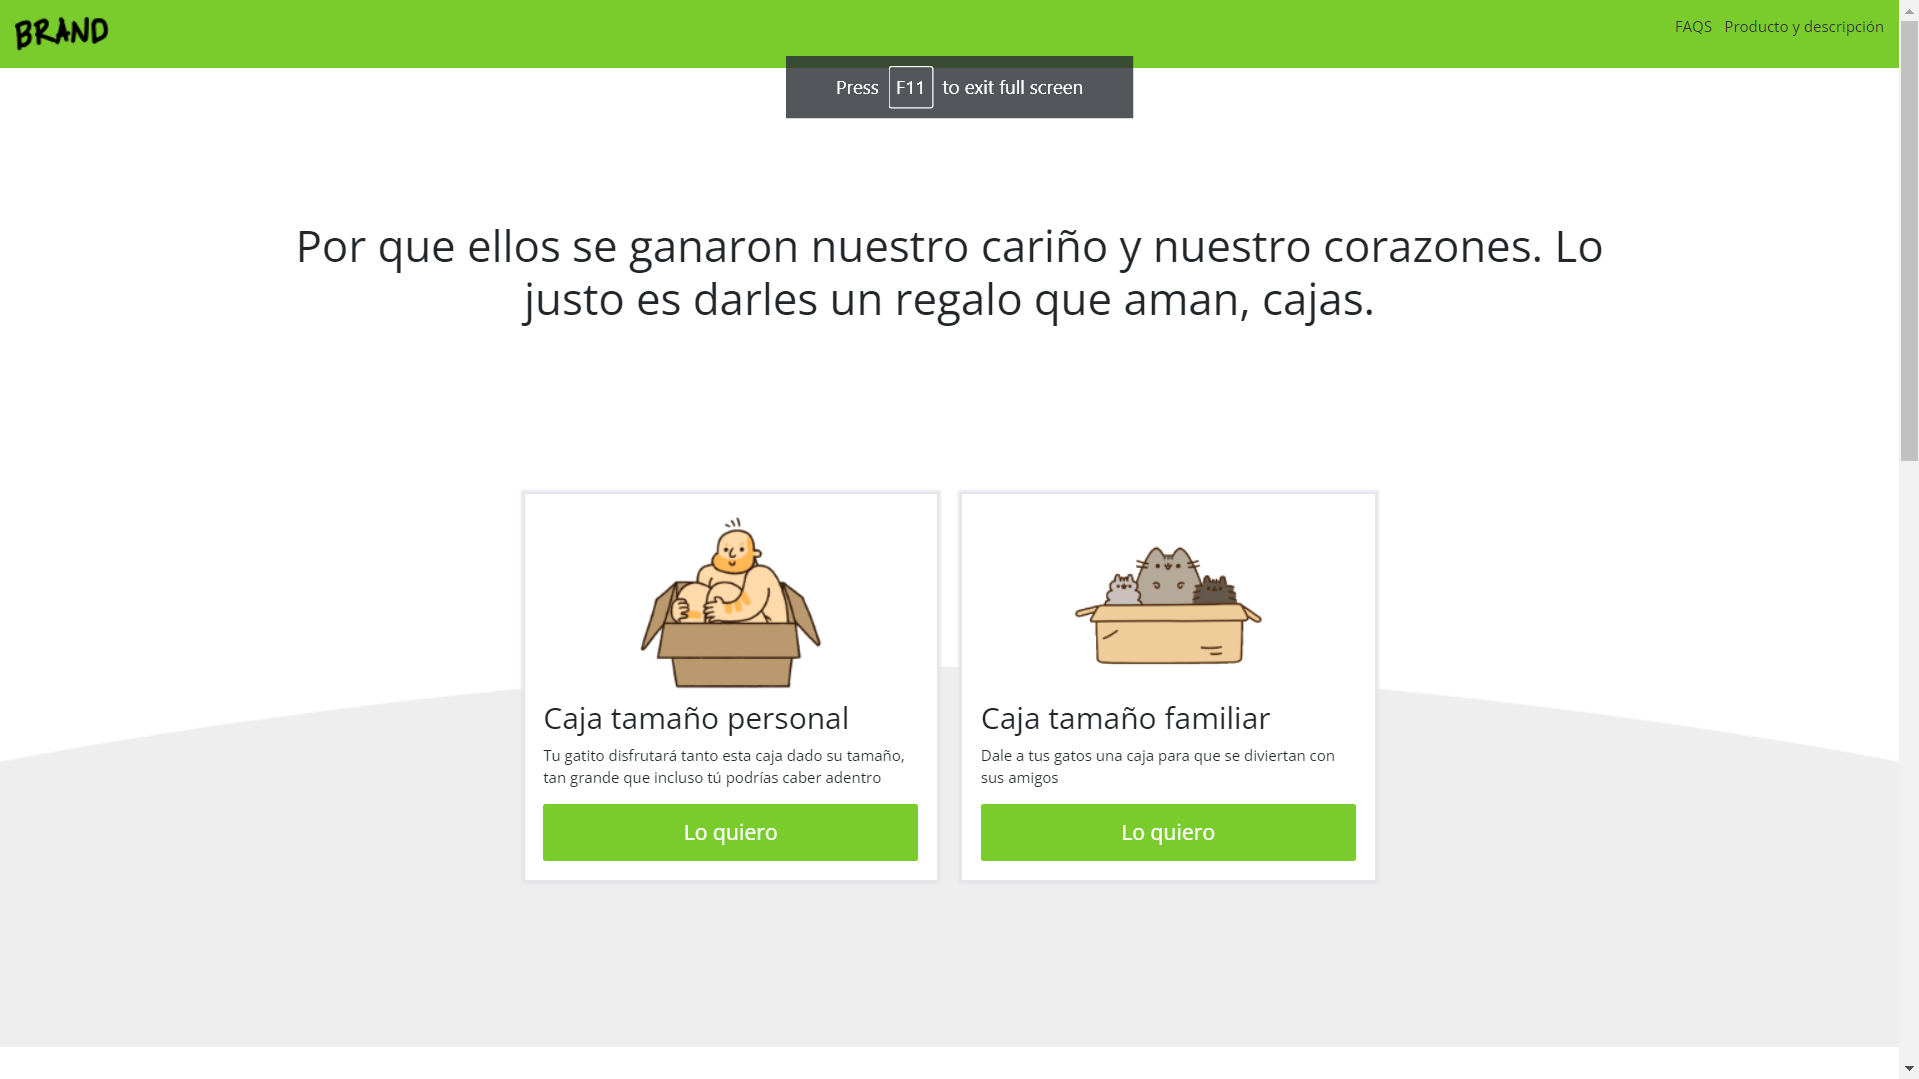 BRAND
FAQS Producto y descripción
Press F11 to exit full screen
Por que ellos se ganaron nuestro cariño y nuestro corazones. Lo
justo es darles un regalo que aman, cajas.
Caja tamaño personal
Tu gatito disfrutará tanto esta caja dado su tamaño,
tan grande que incluso tú podrías caber adentro
Lo quiero
Caja tamaño familiar
Dale a tus gatos una caja para que se diviertan con
sus amigos
Lo quiero